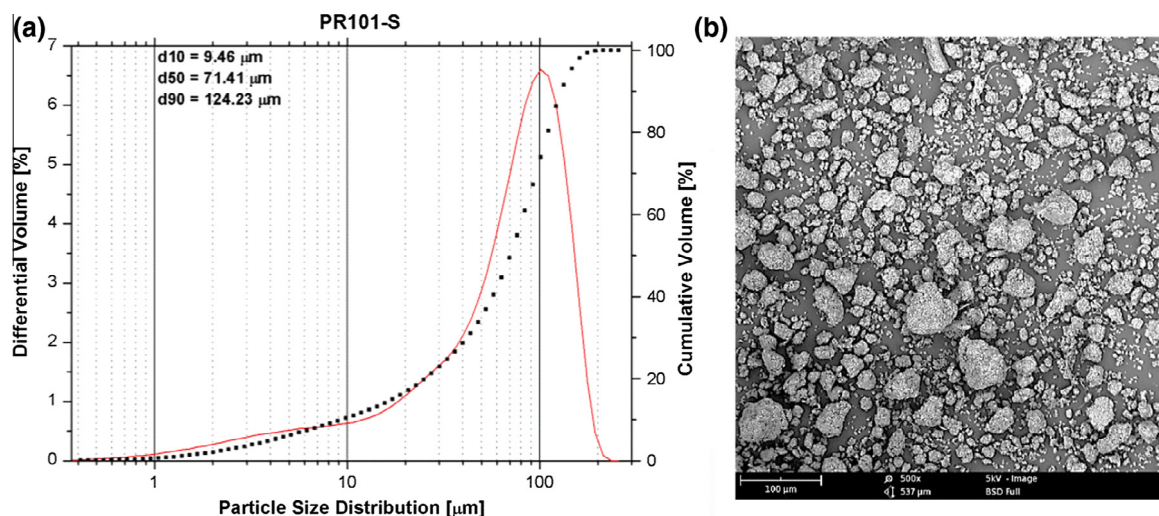 (a)
PR101-S
d10 = 9.46 µm
d50 = 71.41 µm
d90 = 124.23 µm
Differential Volume [%]
7
6
5
4
3
2
1
0
Cumulative Volume [%]
100
80
60
40
20
0
1 10 100
Particle Size Distribution [µm]
(b)
100 µm
500x
537 µm
5kV - Image
BSD Full